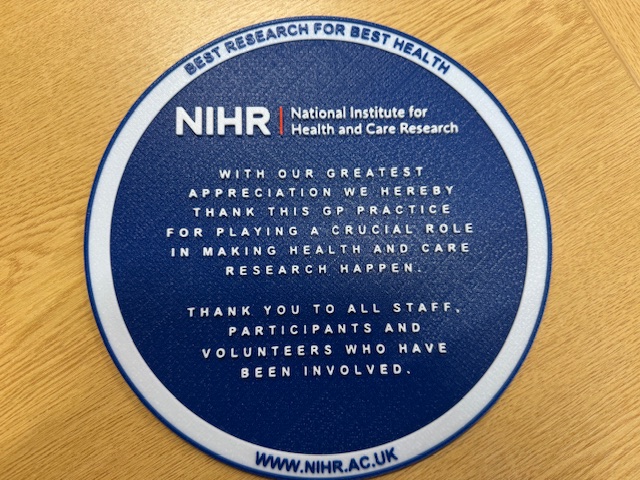 BEST RESEARCH FOR BEST HEALTH
NIHR | National Institute for
Health and Care Research
WITH OUR GREATEST
APPRECIATION WE HEREBY
THANK THIS GP PRACTICE
FOR PLAYING A CRUCIAL ROLE
IN MAKING HEALTH AND CARE
RESEARCH HAPPEN.
THANK YOU TO ALL STAFF,
PARTICIPANTS AND
VOLUNTEERS WHO HAVE
BEEN INVOLVED.
WWW.NIHR.AC.UK